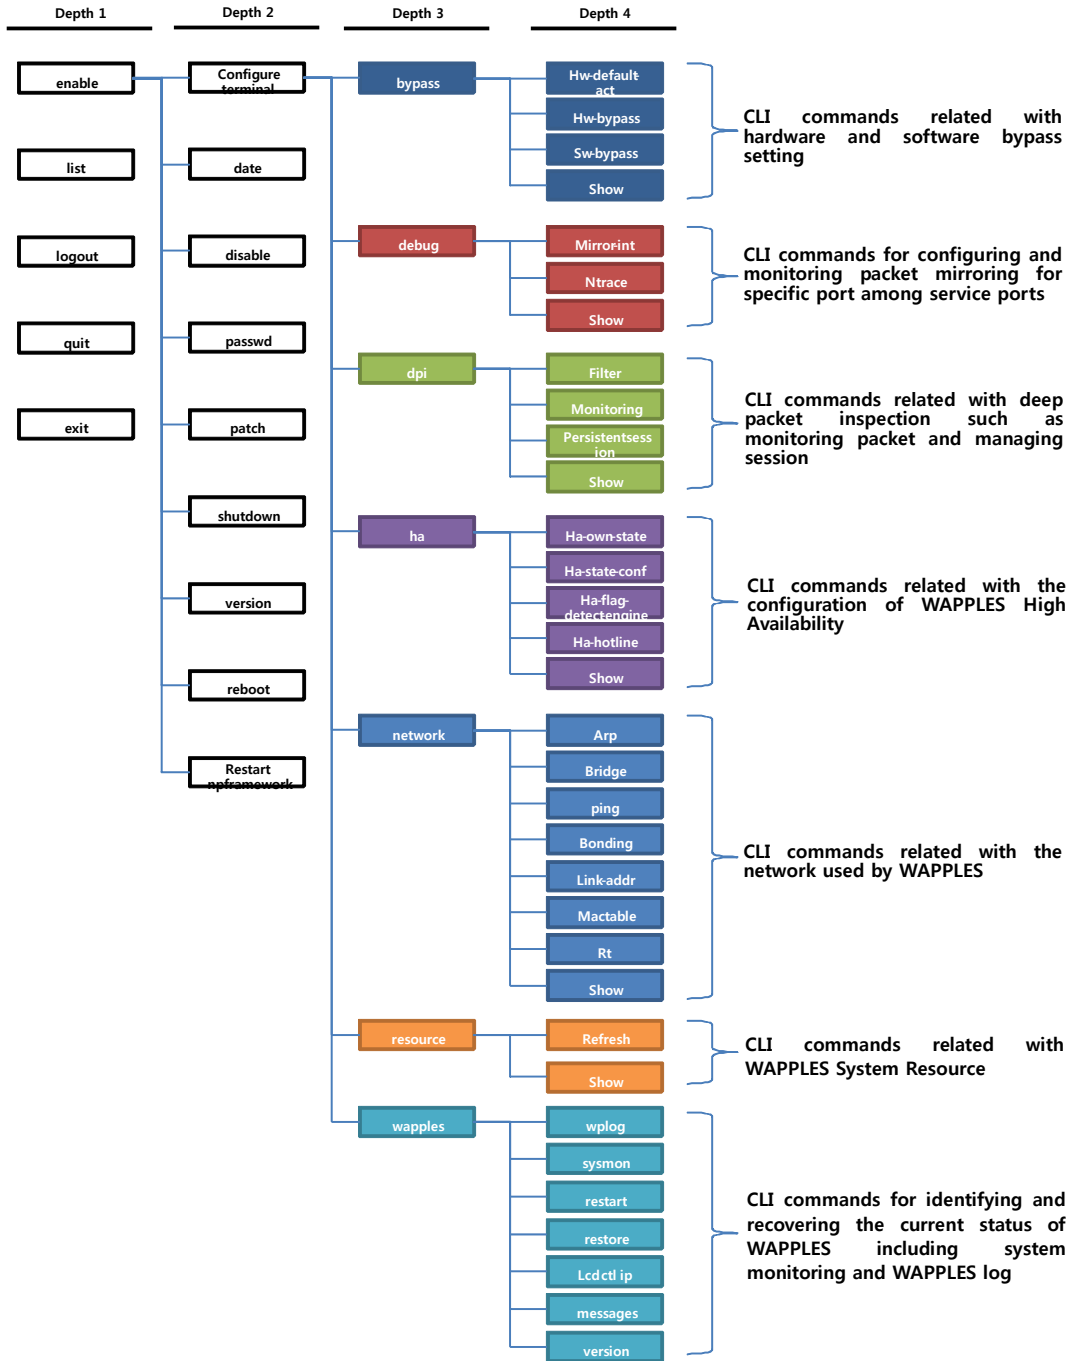 Depth 1
Depth 2
Depth 3
Depth 4
enable
list
logout
quit
exit
Configure
terminal
date
disable
passwd
patch
shutdown
version
reboot
Restart
npframework
bypass
Hw-default-
act
Hw-bypass
Sw-bypass
Show
CLI commands related with
hardware and software bypass
setting
debug
Mirror-int
Ntrace
Show
CLI commands for configuring and
monitoring packet mirroring for
specific port among service ports
dpi
Filter
Monitoring
Persistentsess
ion
Show
CLI commands related with deep
packet inspection such as
monitoring packet and managing
session
ha
Ha-own-state
Ha-state-conf
Ha-flag-
detect-engine
Ha-hotline
Show
CLI commands related with the
configuration of WAPPLES High
Availability
network
Arp
Bridge
ping
Bonding
Link-addr
Mactable
Rt
Show
CLI commands related with the
network used by WAPPLES
resource
Refresh
Show
CLI commands related with
WAPPLES System Resource
wapples
wplog
sysmon
restart
restore
Lcdctl ip
messages
version
CLI commands for identifying and
recovering the current status of
WAPPLES including system
monitoring and WAPPLES log